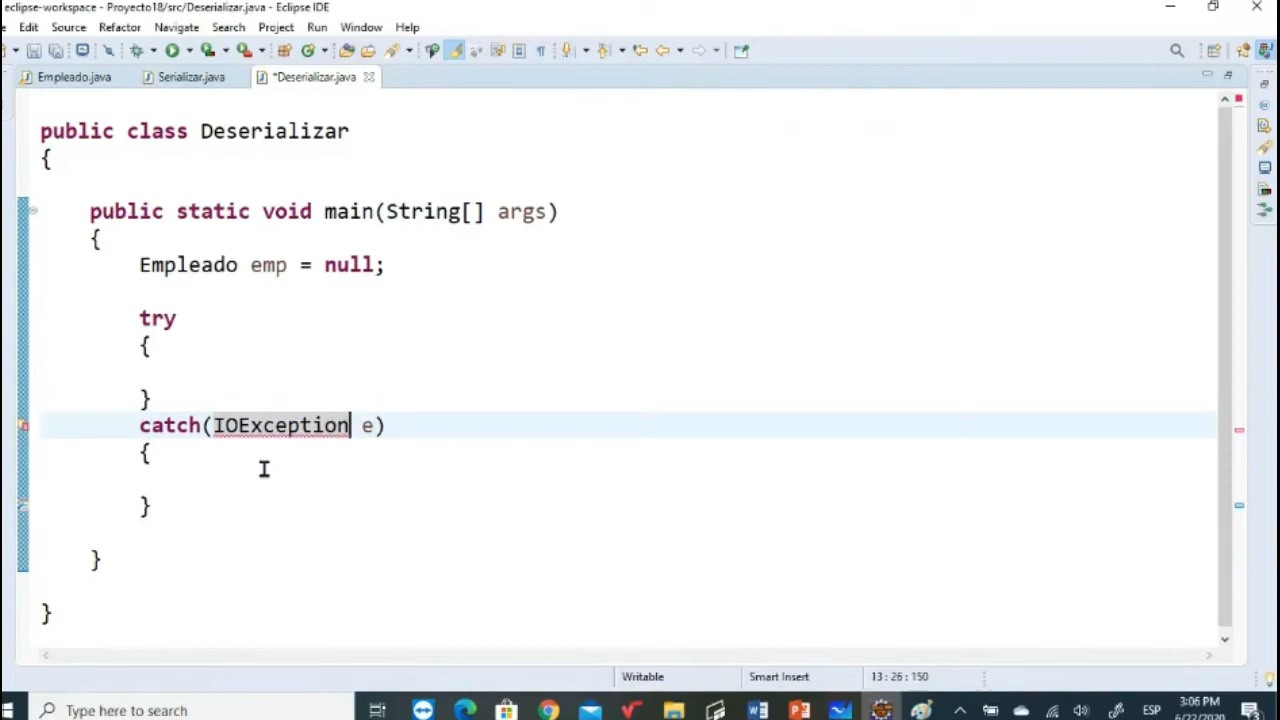 eclipse-workspace - Proyecto18/src/Deserializar.java - Eclipse IDE
Edit Source Refactor Navigate Search Project Run Window Help
Empleado.java Serializar.java *Deserializar.java
public class Deserializar
{
public static void main(String[] args)
{
Empleado emp = null;
try
{
}
catch(IOException e)
{
}
}
}
Writable Smart Insert 13 : 26 : 150
Type here to search ESP 3:06 PM
6/22/2020